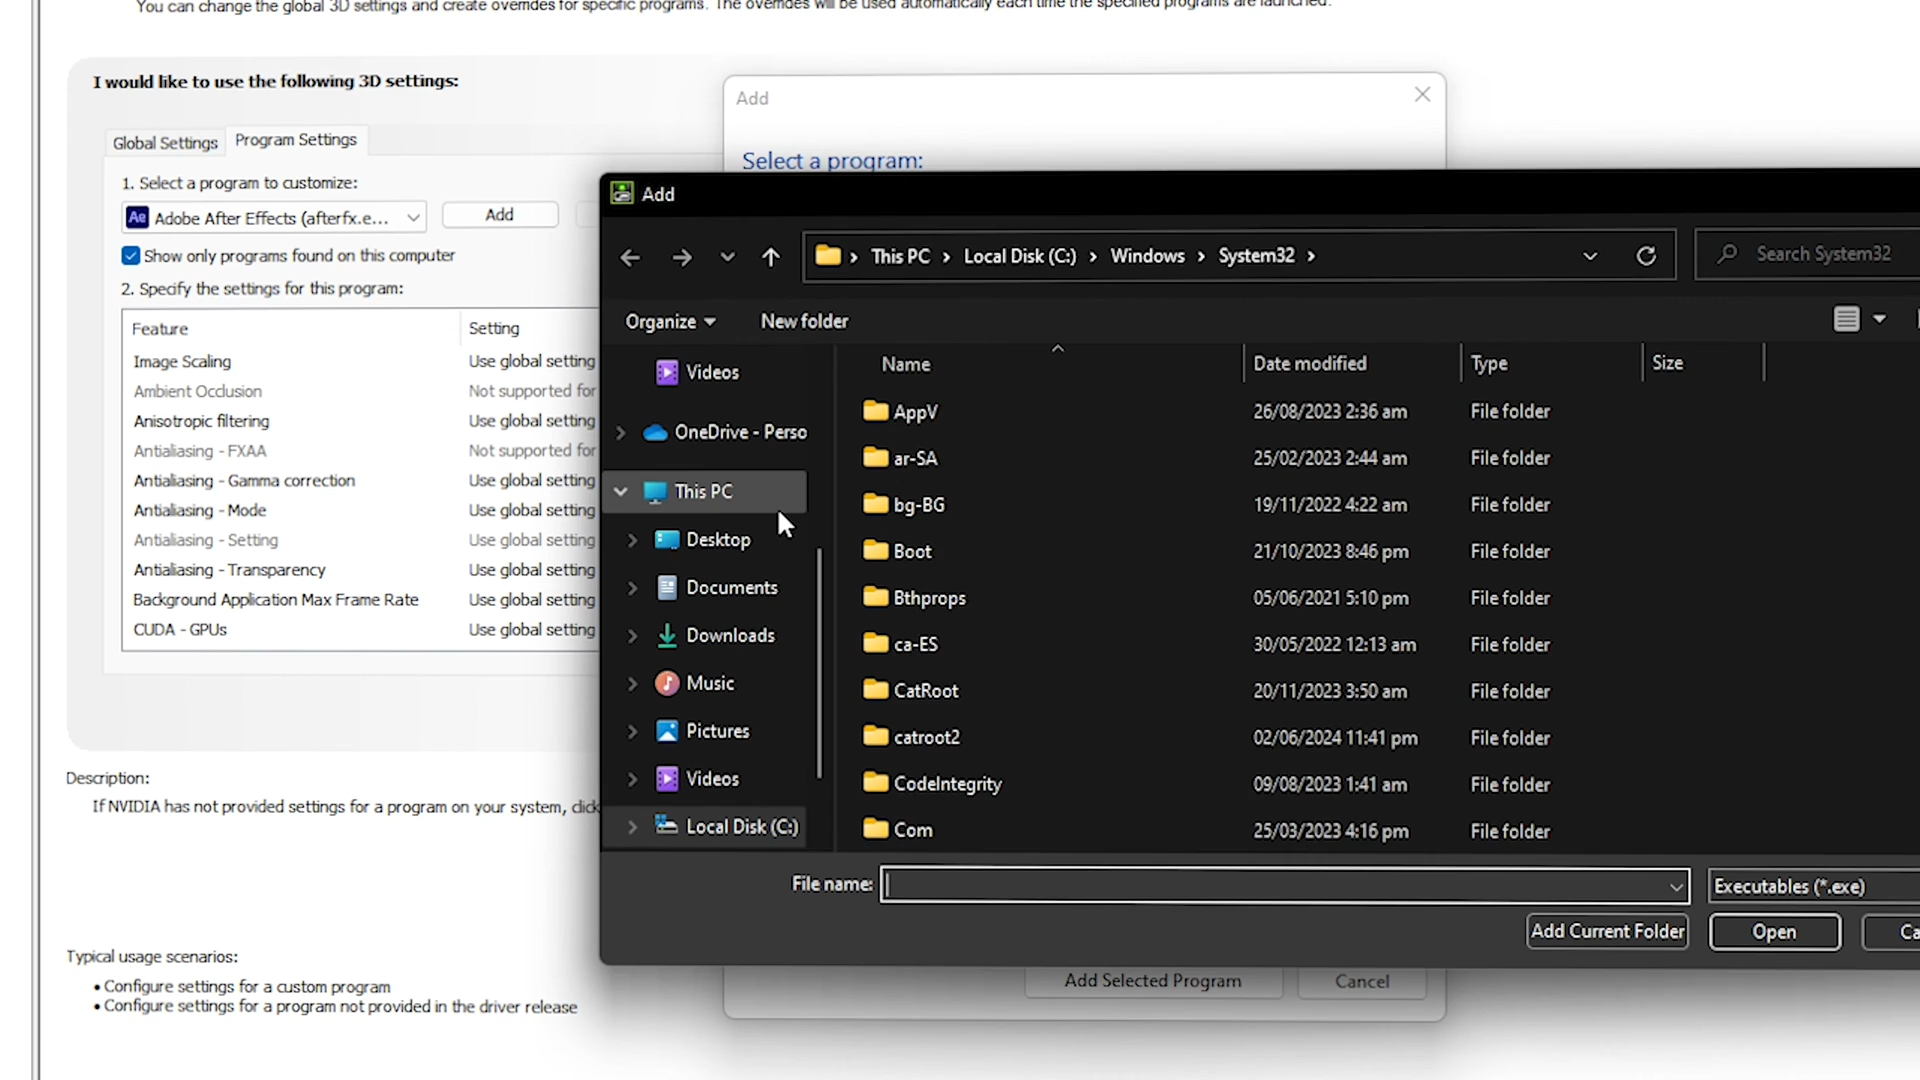 You can change the global 3D settings and create overrides for specific programs. The overrides will be used automatically each time the specified programs are launched.
I would like to use the following 3D settings:
Global Settings
Program Settings
1. Select a program to customize:
Ae Adobe After Effects (afterfx.e...
Add
Show only programs found on this computer
2. Specify the settings for this program:
Feature Setting
Image Scaling Use global setting
Ambient Occlusion Not supported for
Anisotropic filtering Use global setting
Antialiasing - FXAA Not supported for
Antialiasing - Gamma correction Use global setting
Antialiasing - Mode Use global setting
Antialiasing - Setting Use global setting
Antialiasing - Transparency Use global setting
Background Application Max Frame Rate Use global setting
CUDA - GPUs Use global setting
Description:
If NVIDIA has not provided settings for a program on your system, click
Typical usage scenarios:
• Configure settings for a custom program
• Configure settings for a program not provided in the driver release
Add
Select a program:
Add
This PC > Local Disk (C:) > Windows > System32 >
Search System32
Organize
New folder
Videos
OneDrive - Perso
This PC
Desktop
Documents
Downloads
Music
Pictures
Videos
Local Disk (C:)
Name Date modified Type Size
AppV 26/08/2023 2:36 am File folder
ar-SA 25/02/2023 2:44 am File folder
bg-BG 19/11/2022 4:22 am File folder
Boot 21/10/2023 8:46 pm File folder
Bthprops 05/06/2021 5:10 pm File folder
ca-ES 30/05/2022 12:13 am File folder
CatRoot 20/11/2023 3:50 am File folder
catroot2 02/06/2024 11:41 pm File folder
CodeIntegrity 09/08/2023 1:41 am File folder
Com 25/03/2023 4:16 pm File folder
File name:
Executables (*.exe)
Add Current Folder
Open
Ca
Add Selected Program
Cancel